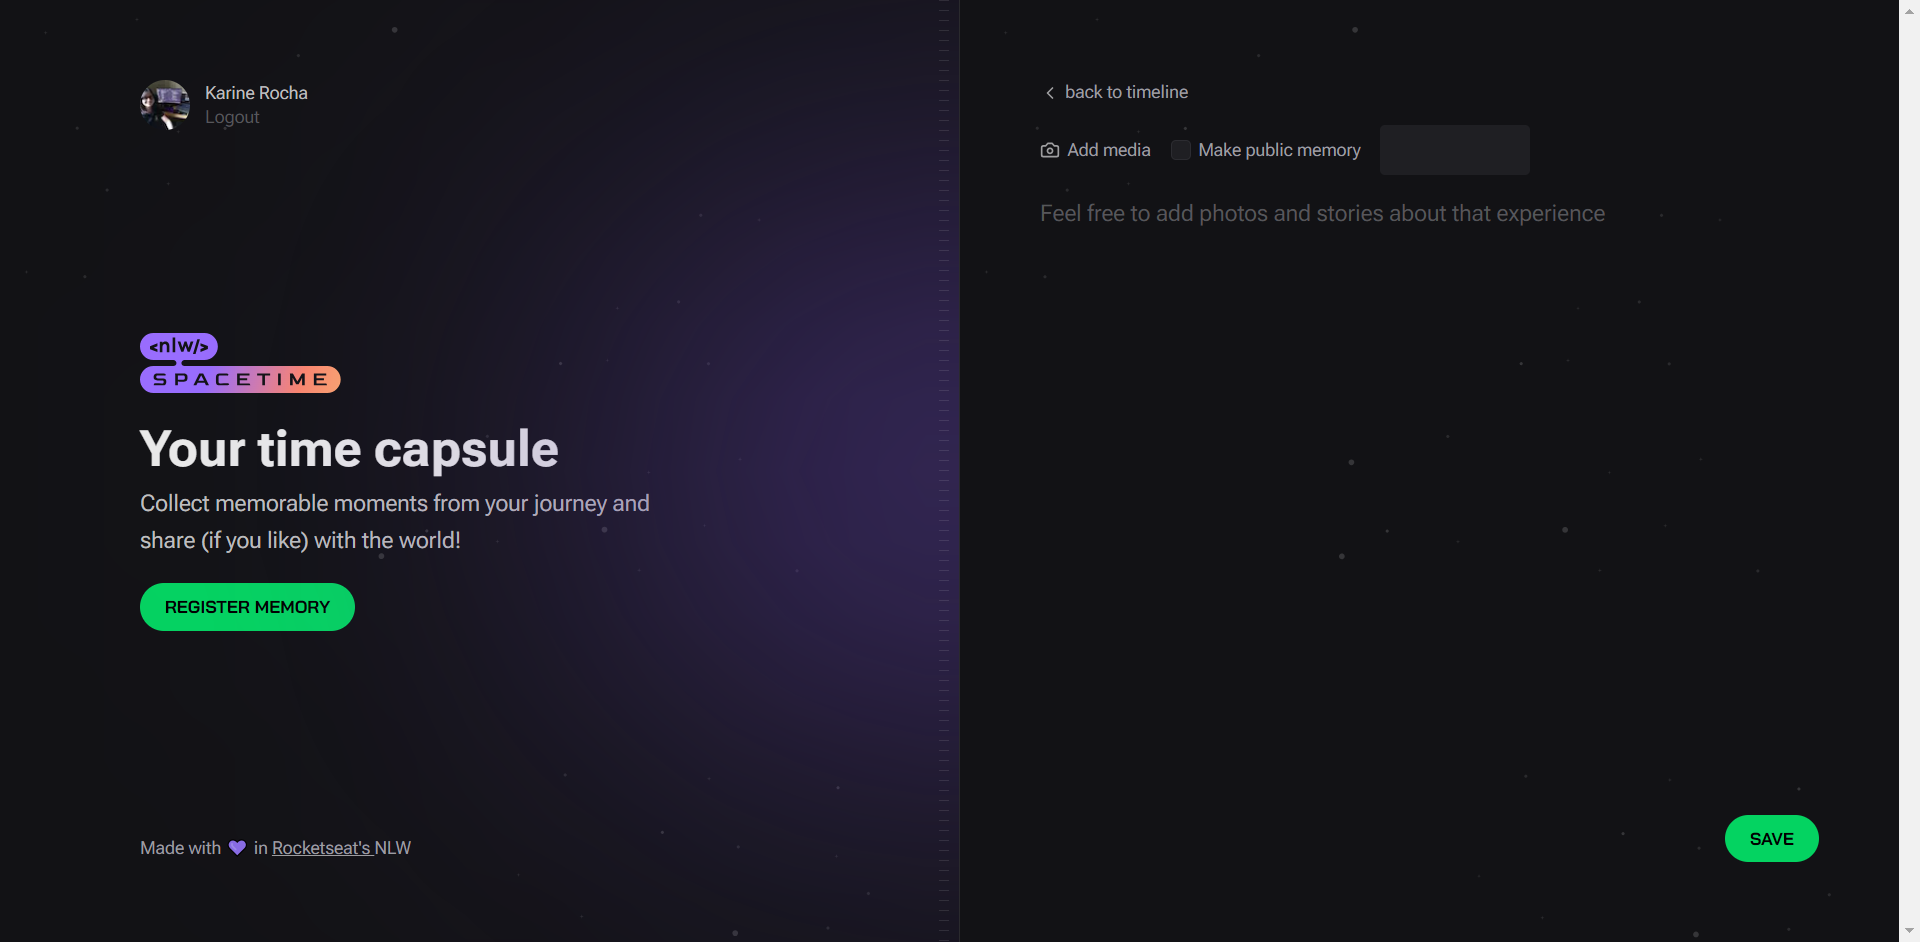 Karine Rocha
Logout
<nlw/>
SPACETIME
Your time capsule
Collect memorable moments from your journey and
share (if you like) with the world!
REGISTER MEMORY
Made with 💜 in Rocketseat's NLW
back to timeline
Add media
Make public memory
Feel free to add photos and stories about that experience
SAVE